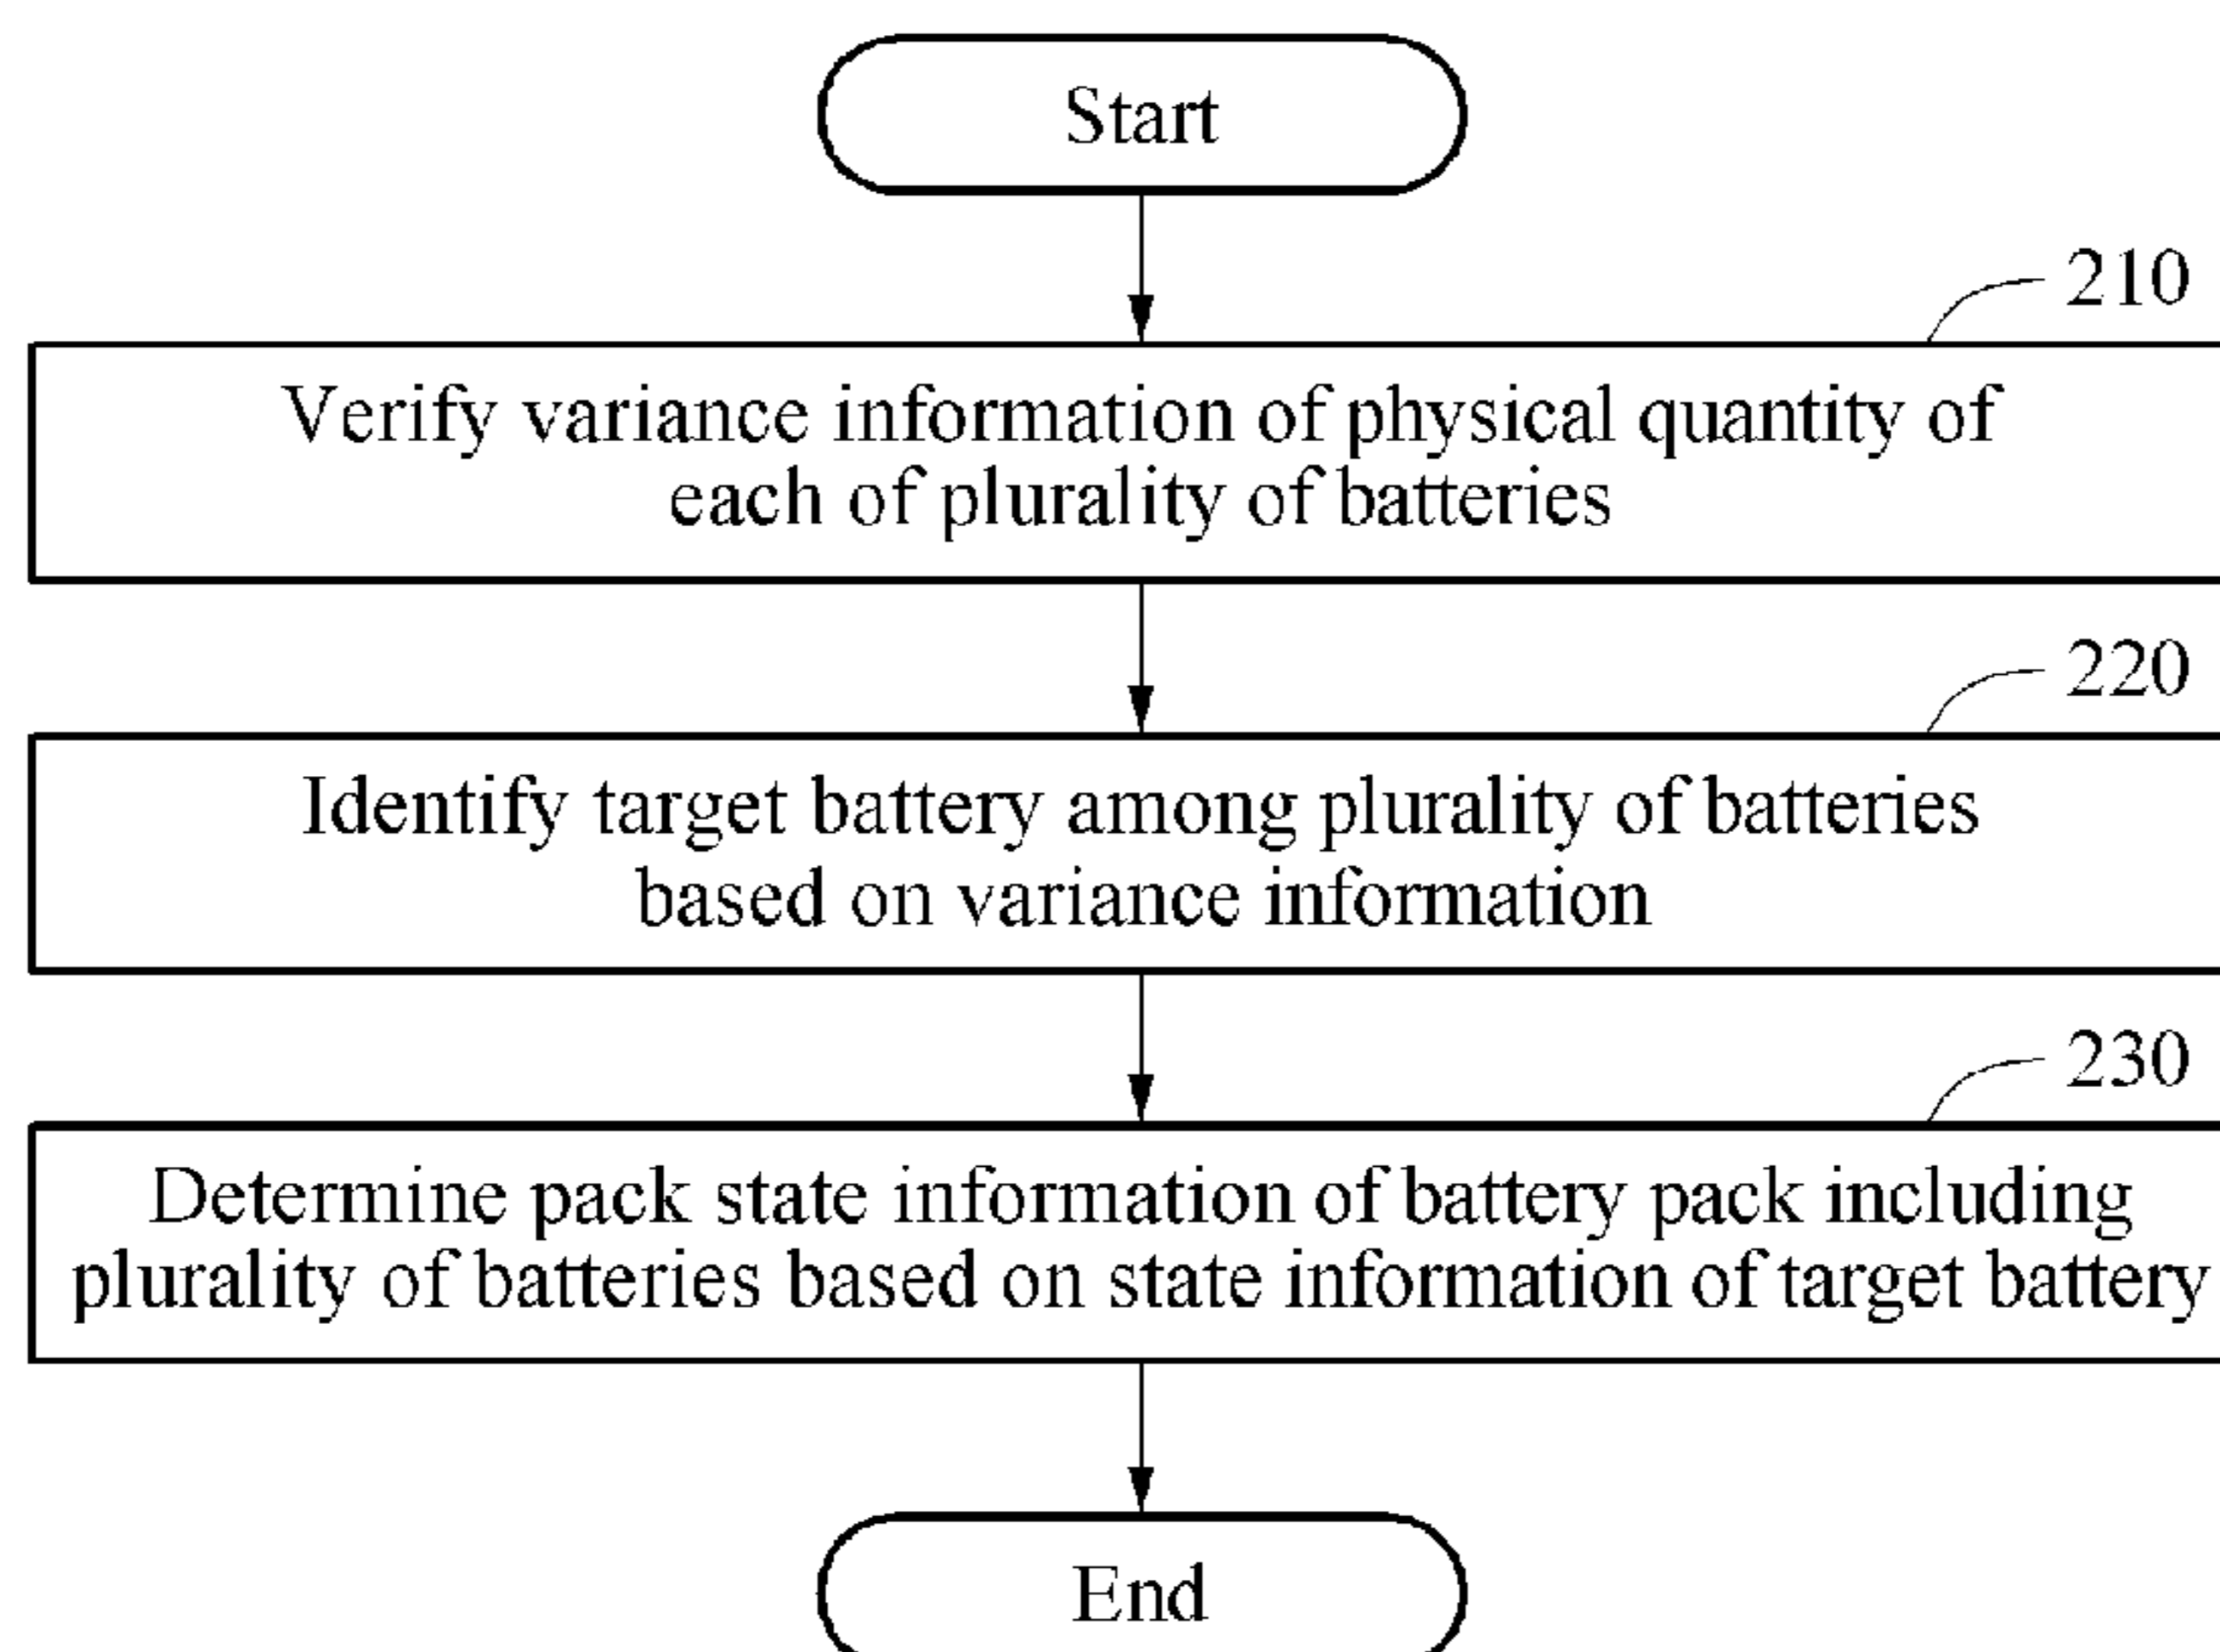 Start
210
Verify variance information of physical quantity of
each of plurality of batteries
220
Identify target battery among plurality of batteries
based on variance information
230
Determine pack state information of battery pack including
plurality of batteries based on state information of target battery
End